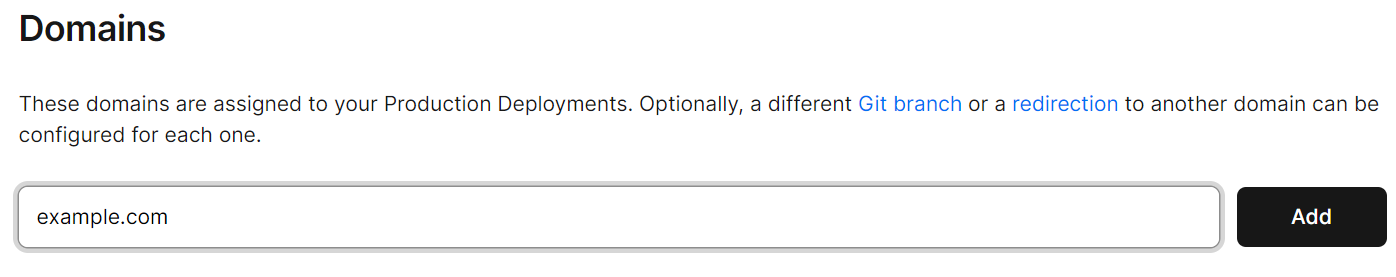 Domains
These domains are assigned to your Production Deployments. Optionally, a different Git branch or a redirection to another domain can be
configured for each one.
example.com
Add